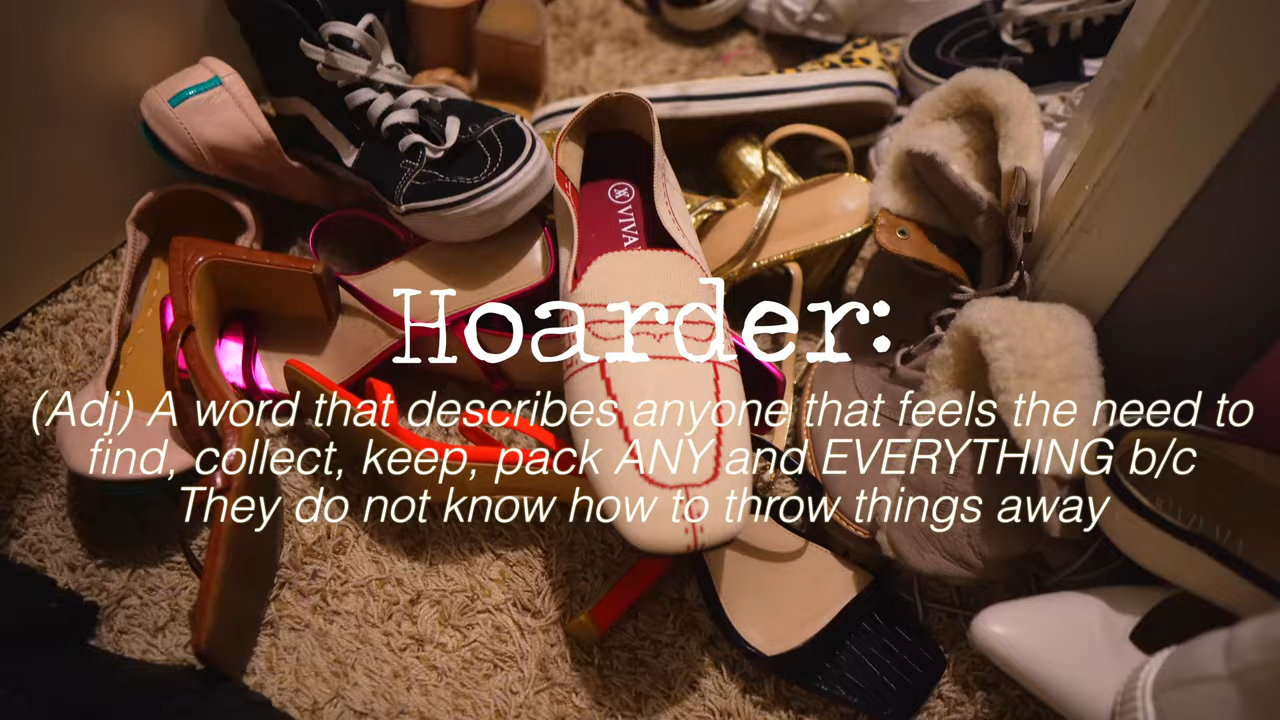 VIVA
Hoarder:
(Adj) A word that describes anyone that feels the need to
find, collect, keep, pack ANY and EVERYTHING b/c
They do not know how to throw things away